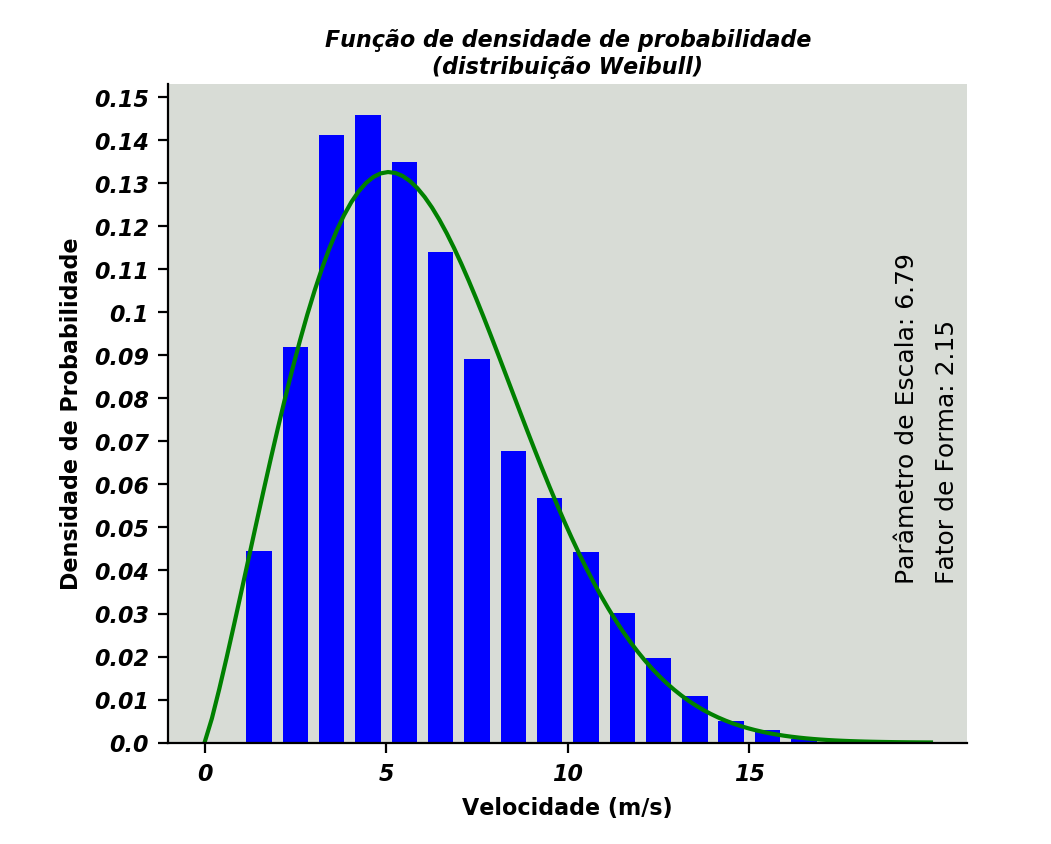 Função de densidade de probabilidade
(distribuição Weibull)
0.15
0.14
0.13
0.12
0.11
0.1
0.09
0.08
0.07
0.06
0.05
0.04
0.03
0.02
0.01
0.0
Densidade de Probabilidade
Parâmetro de Escala: 6.79
Fator de Forma: 2.15
0 5 10 15
Velocidade (m/s)